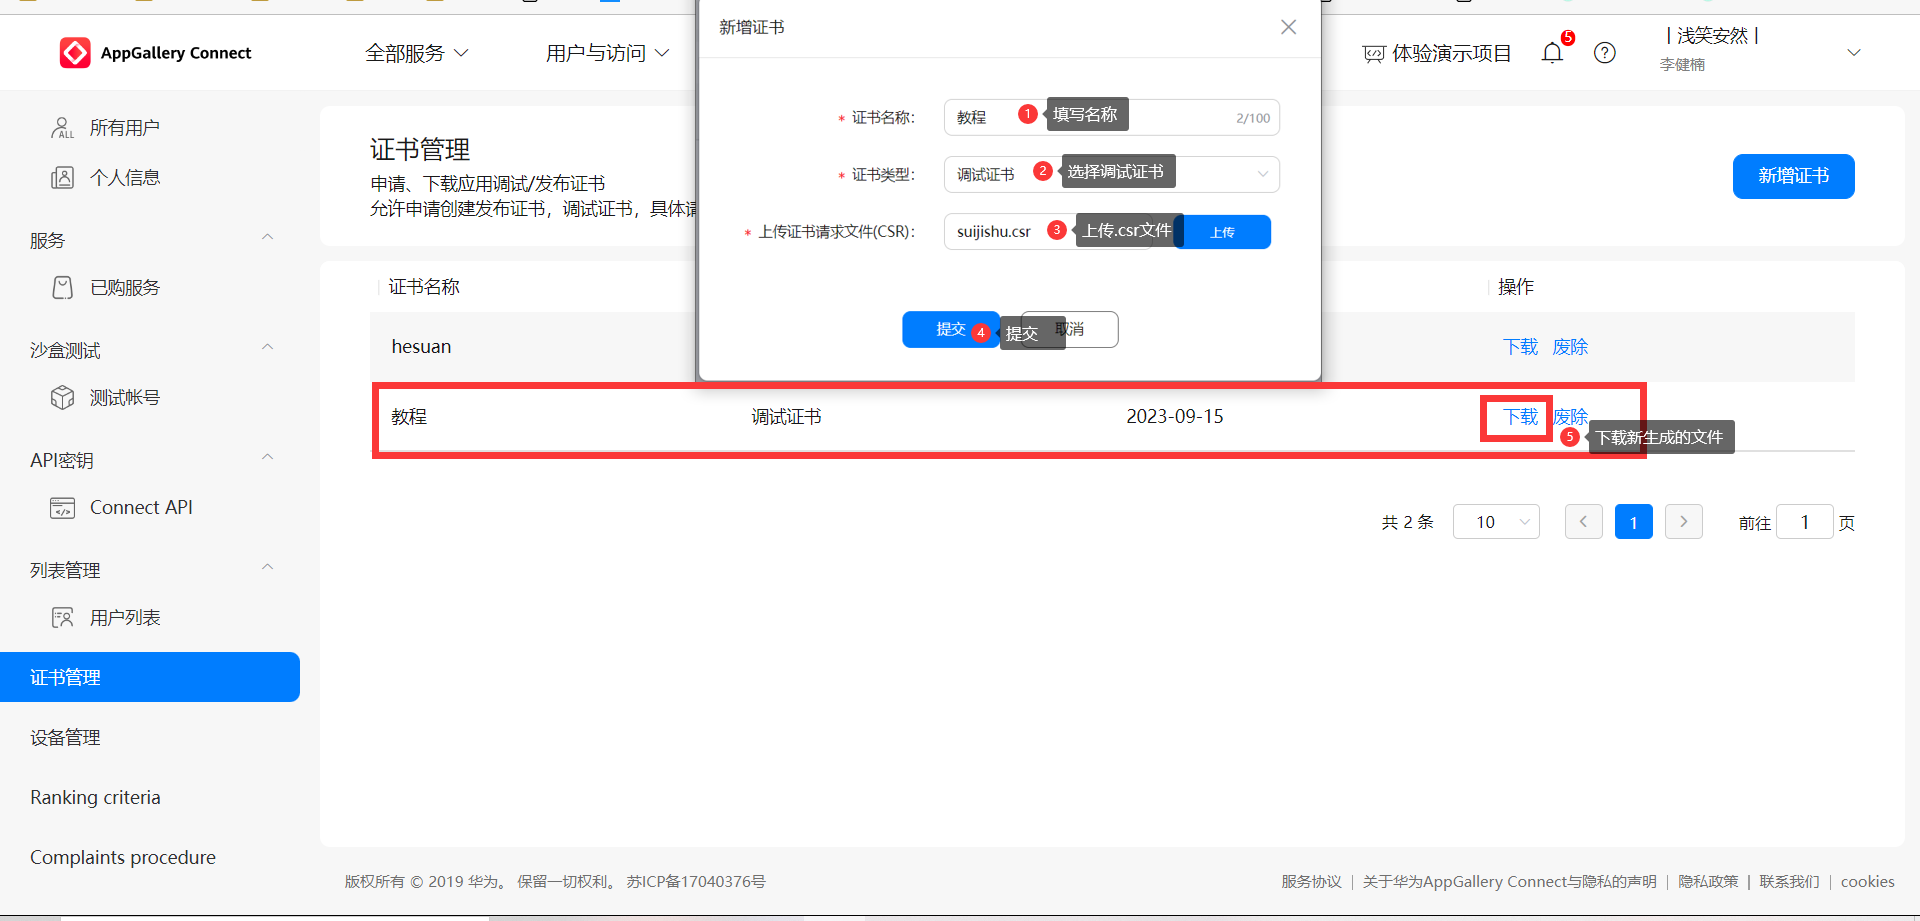 新增证书
AppGallery Connect
全部服务
用户与访问
体验演示项目
5
丨浅笑安然丨
李健楠
所有用户
个人信息
服务
已购服务
沙盒测试
测试帐号
API密钥
Connect API
列表管理
用户列表
证书管理
设备管理
Ranking criteria
Complaints procedure
证书管理
申请、下载应用调试/发布证书
允许申请创建发布证书，调试证书，具体请
新增证书
* 证书名称：
教程
1
填写名称
2/100
* 证书类型：
调试证书
2
选择调试证书
* 上传证书请求文件(CSR)：
suijishu.csr
3
上传.csr文件
上传
提交
4
提交
取消
证书名称
操作
hesuan
下载 废除
教程 调试证书 2023-09-15 下载 废除
5
下载新生成的文件
共 2 条
10
1
前往 1 页
版权所有 © 2019 华为。 保留一切权利。 苏ICP备17040376号
服务协议 | 关于华为AppGallery Connect与隐私的声明 | 隐私政策 | 联系我们 | cookies